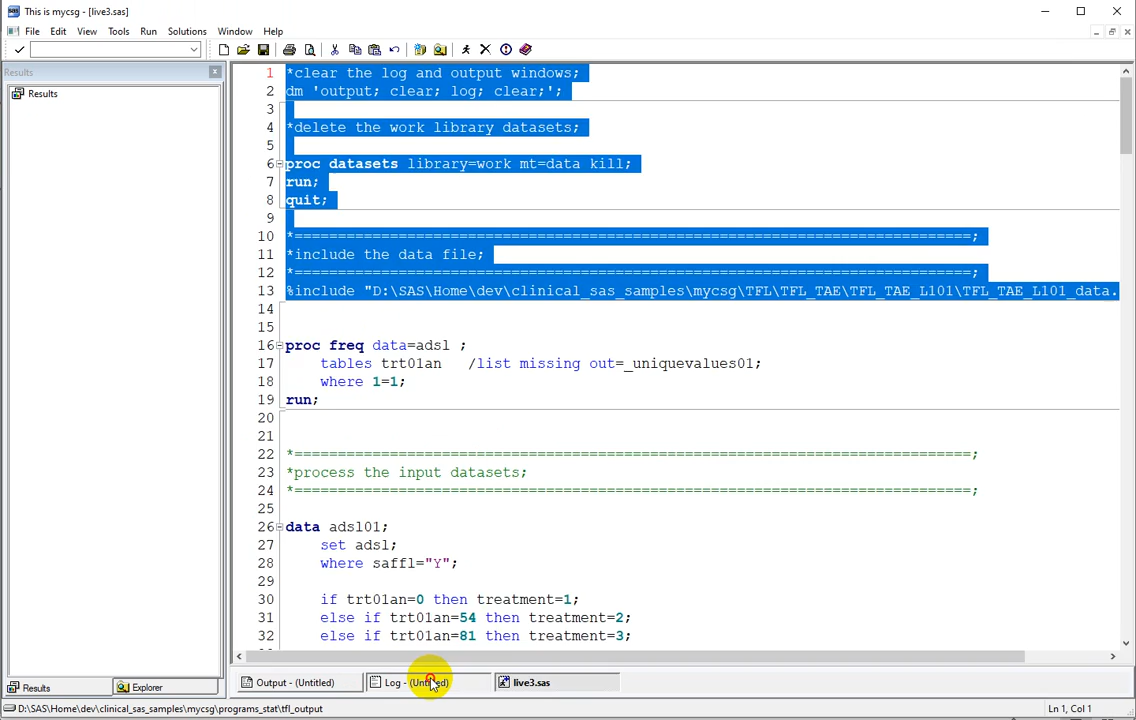 This is mycsg - [live3.sas]
File Edit View Tools Run Solutions Window Help
Results
Results
1 *clear the log and output windows;
2 dm 'output; clear; log; clear;';
3
4 *delete the work library datasets;
5
6 proc datasets library=work mt=data kill;
7 run;
8 quit;
9
10 *==============================================================================;
11 *include the data file;
12 *==============================================================================;
13 %include "D:\SAS\Home\dev\clinical_sas_samples\mycsg\TFL\TFL_TAE\TFL_TAE_L101\TFL_TAE_L101_data.
14
15
16 proc freq data=adsl ;
17 tables trt01an /list missing out=_uniquevalues01;
18 where 1=1;
19 run;
20
21
22 *==============================================================================;
23 *process the input datasets;
24 *==============================================================================;
25
26 data adsl01;
27 set adsl;
28 where saffl="Y";
29
30 if trt01an=0 then treatment=1;
31 else if trt01an=54 then treatment=2;
32 else if trt01an=81 then treatment=3;
Output - (Untitled) Log - (Untitled) live3.sas
Results Explorer
D:\SAS\Home\dev\clinical_sas_samples\mycsg\programs_stat\tfl_output
Ln 1, Col 1